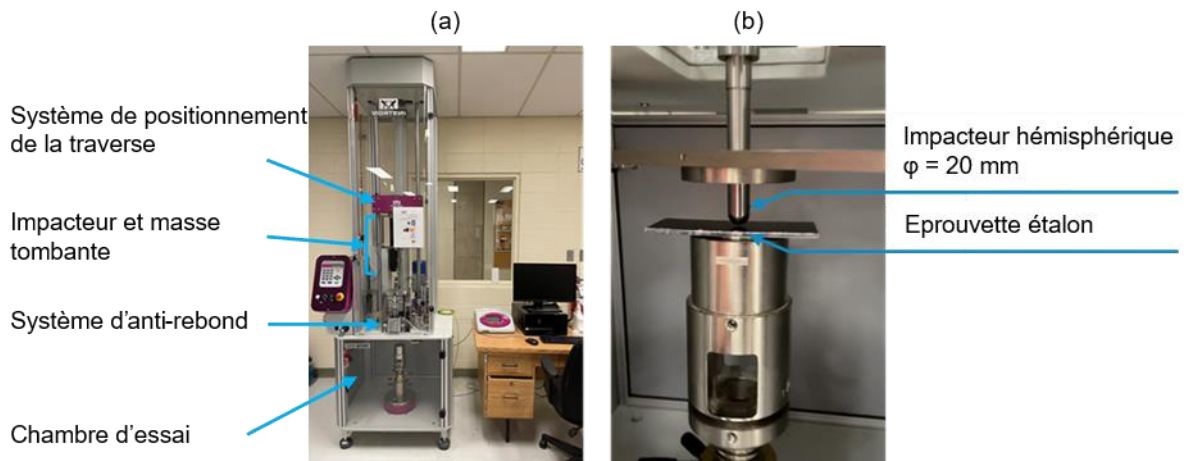 (a)
(b)
Système de positionnement
de la traverse
Impacteur et masse
tombante
Système d'anti-rebond
Chambre d'essai
Impacteur hémisphérique
φ = 20 mm
Eprouvette étalon